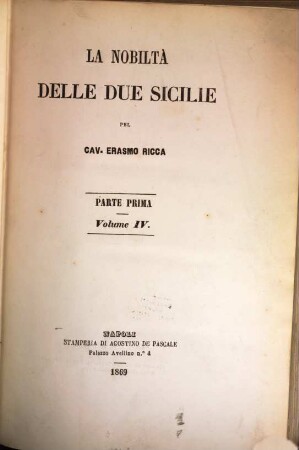 LA NOBILTÀ
DELLE DUE SICILIE
PEL
CAV. ERASMO RICCA
PARTE PRIMA
Volume IV.
NAPOLI
STAMPERIA DI AGOSTINO DE PASCALE
Palazzo Avellino n.° 4
1869